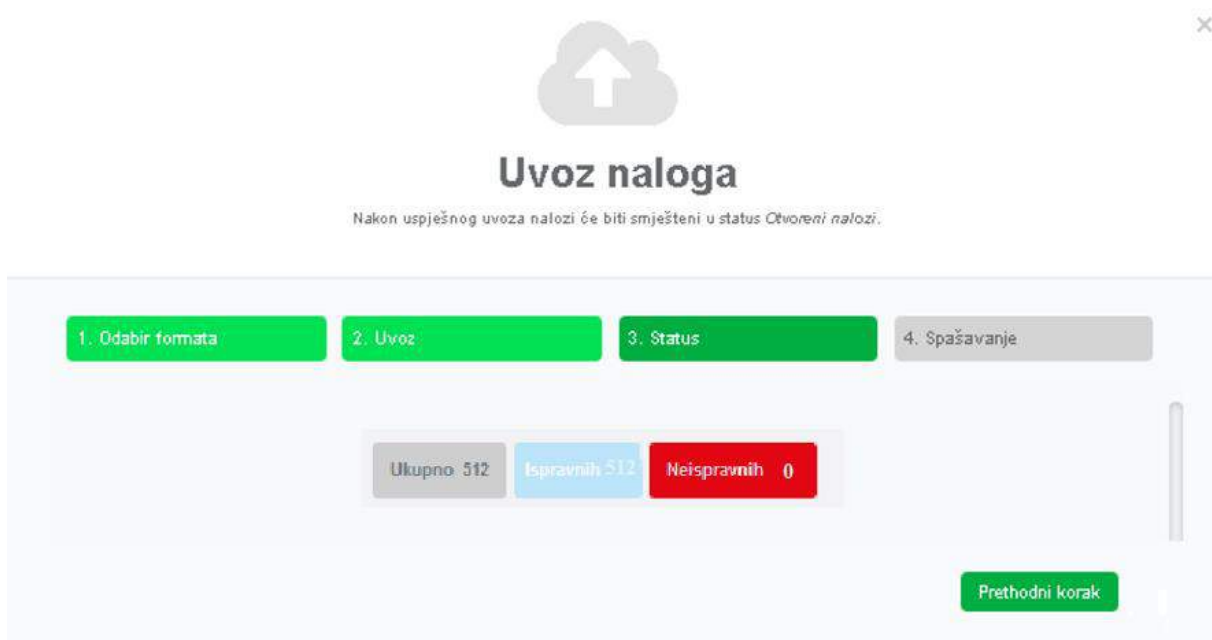 ×
Uvoz naloga
Nakon uspješnog uvoza nalozi će biti smješteni u status Otvoreni nalozi.
1. Odabir formata
2. Uvoz
3. Status
4. Spašavanje
Ukupno 512
Ispravnih 512
Neispravnih 0
Prethodni korak